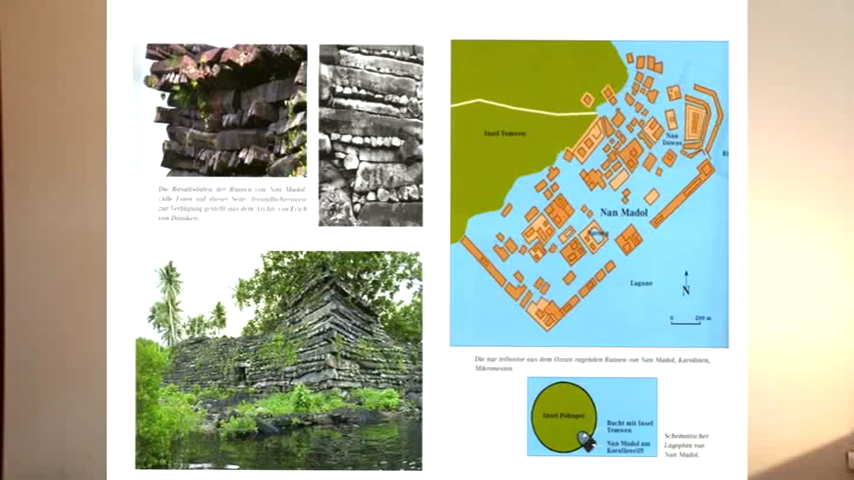 Die Basaltsäulen der Ruinen von Nan Madol.
(Alle Fotos auf dieser Seite: freundlicherweise
zur Verfügung gestellt aus dem Archiv von Erich
von Däniken)
Insel Temwen
Nan
Dowas
Nan Madol
Lagune
N
0 200 m
Die nur teilweise aus dem Ozean ragenden Ruinen von Nan Madol, Karolinen,
Mikronesien.
Insel Pohnpei
Bucht mit Insel
Temwen
Nan Madol am
Korallenriff
Schematischer
Lageplan von
Nan Madol.